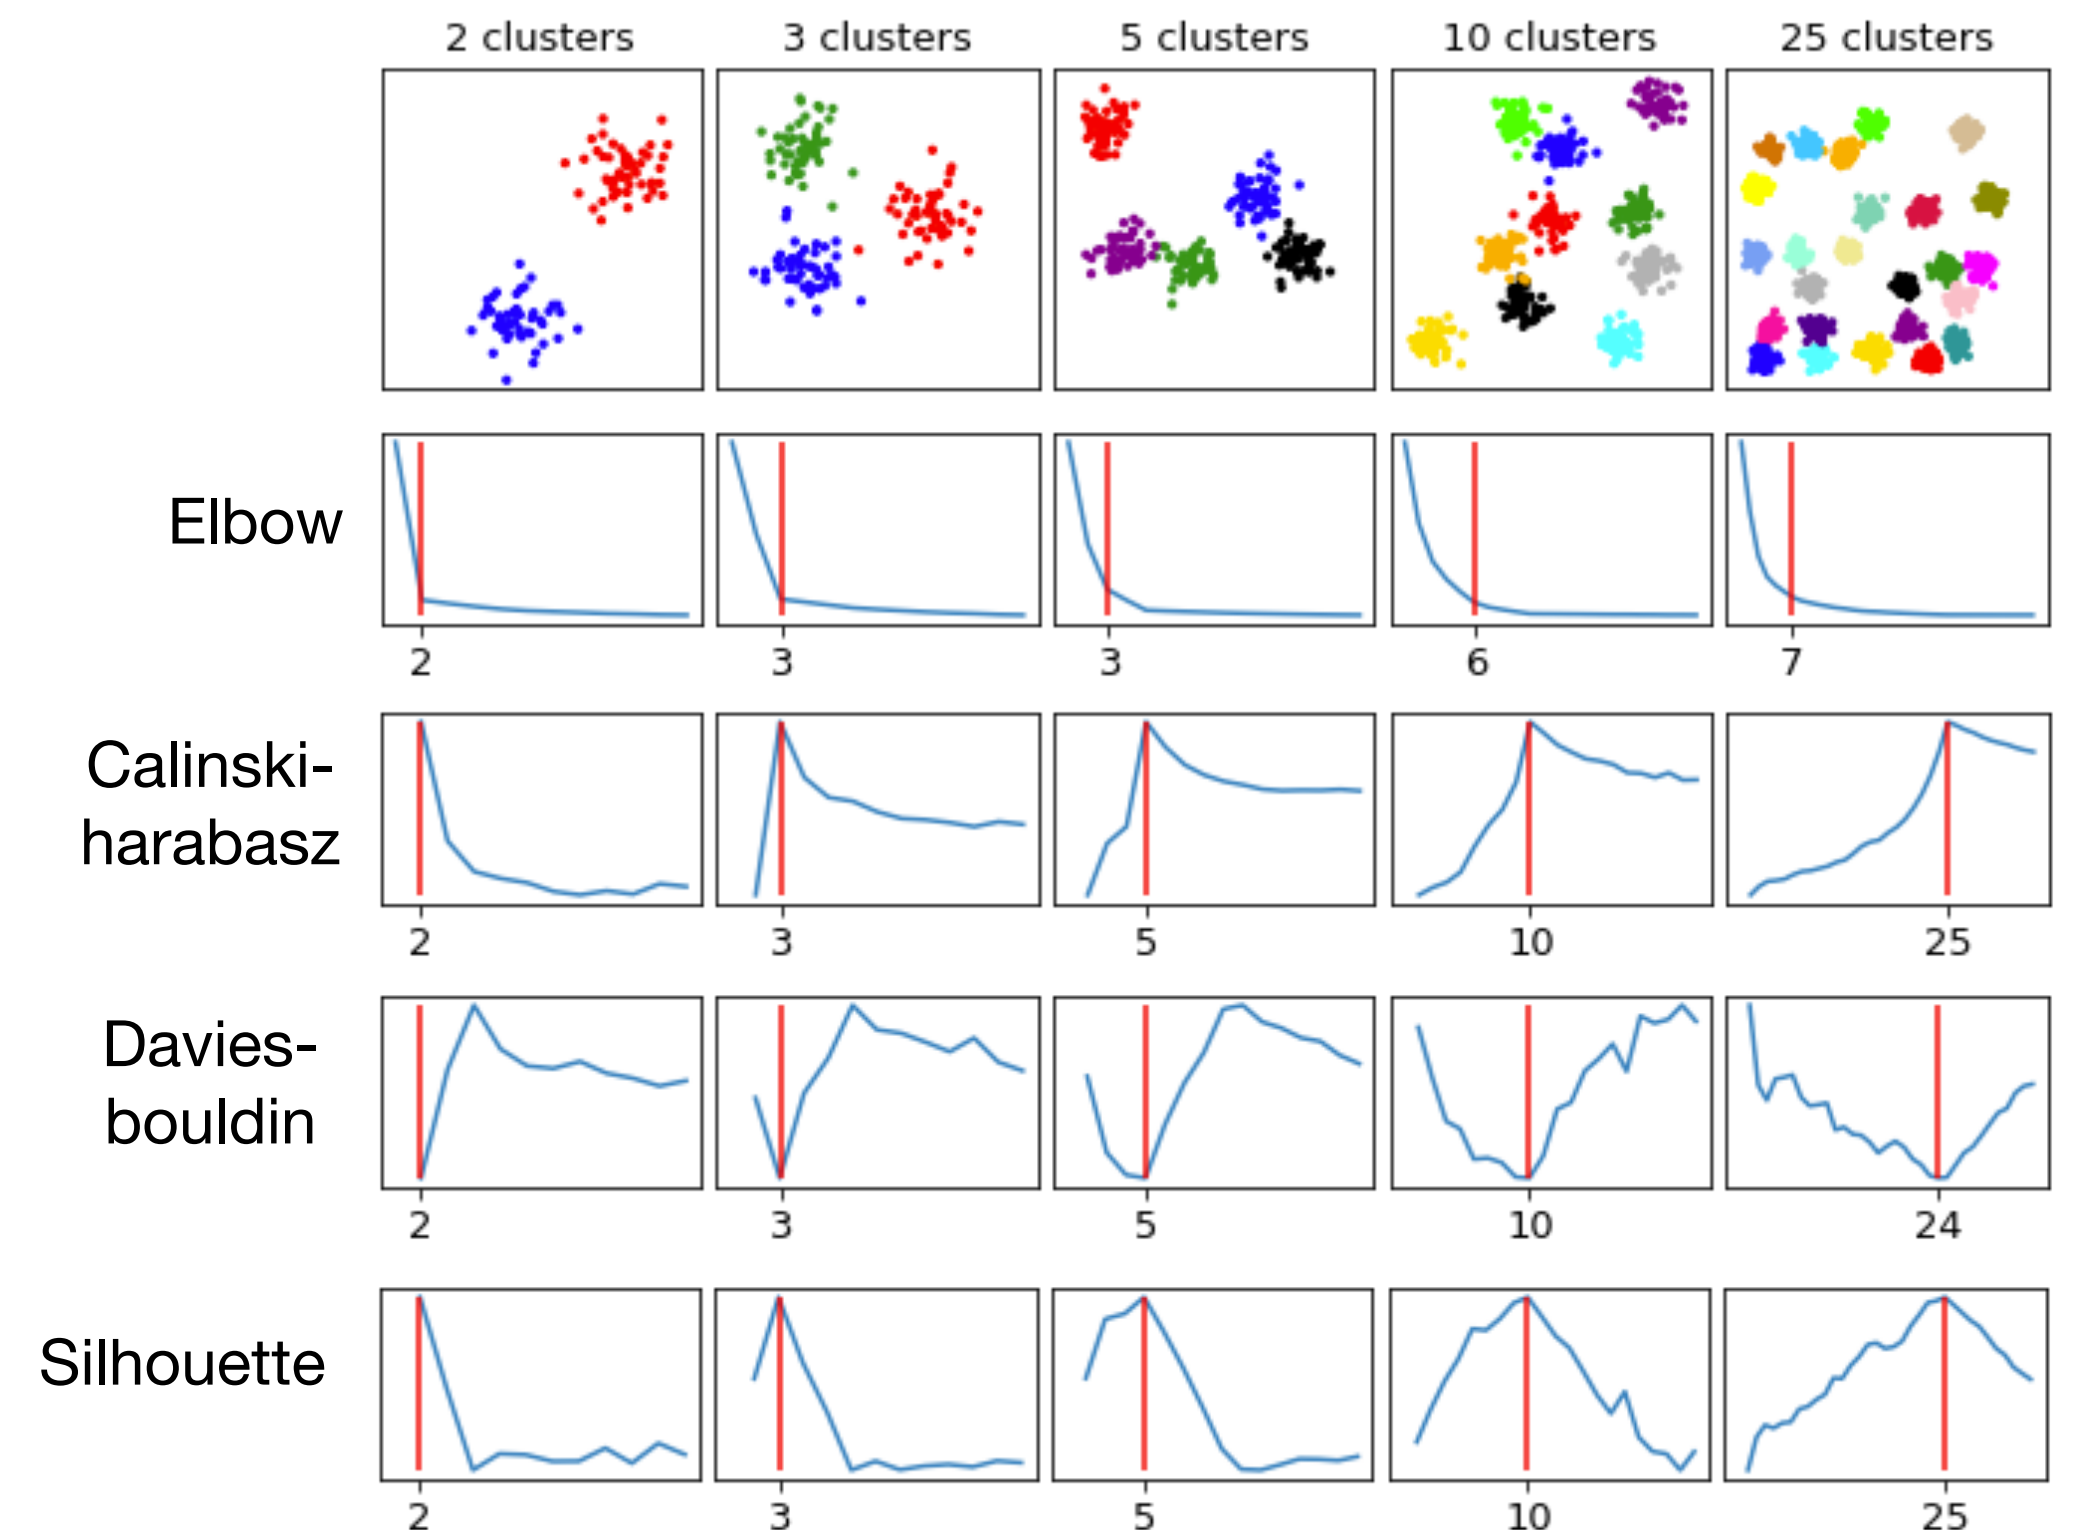 2 clusters
3 clusters
5 clusters
10 clusters
25 clusters
Elbow
2
3
3
6
7
Calinski-
harabasz
2
3
5
10
25
Davies-
bouldin
2
3
5
10
24
Silhouette
2
3
5
10
25